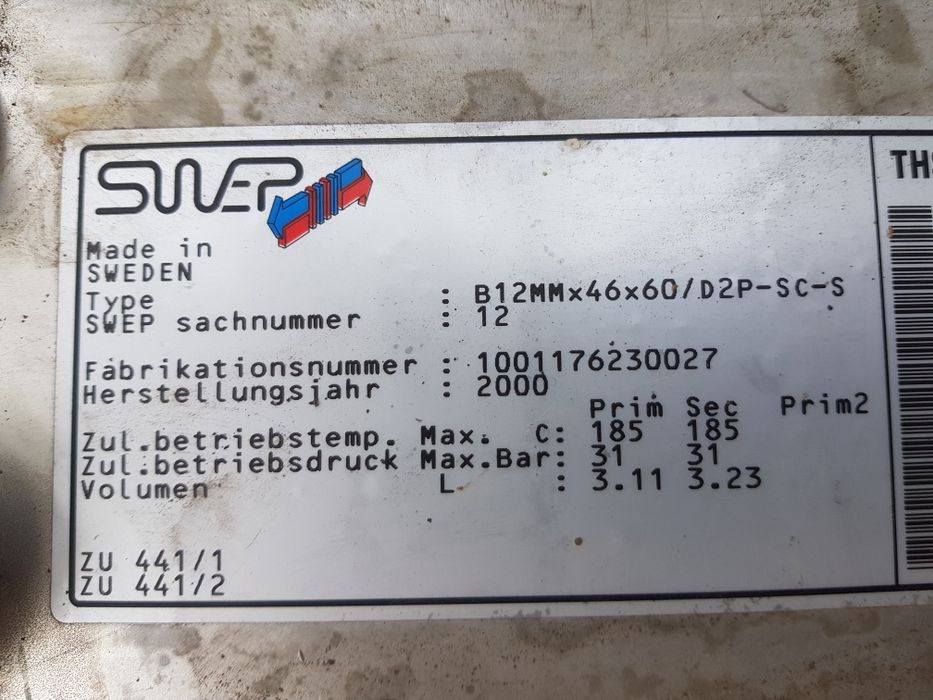 SWEP
Made in
SWEDEN
Type : B12MMx46x60/D2P-SC-S
SWEP sachnummer : 12
Fabrikationsnummer : 1001176230027
Herstellungsjahr : 2000
Prim Sec Prim2
Zul.betriebstemp. Max. C: 185 185
Zul.betriebsdruck Max.Bar: 31 31
Volumen L : 3.11 3.23
ZU 441/1
ZU 441/2